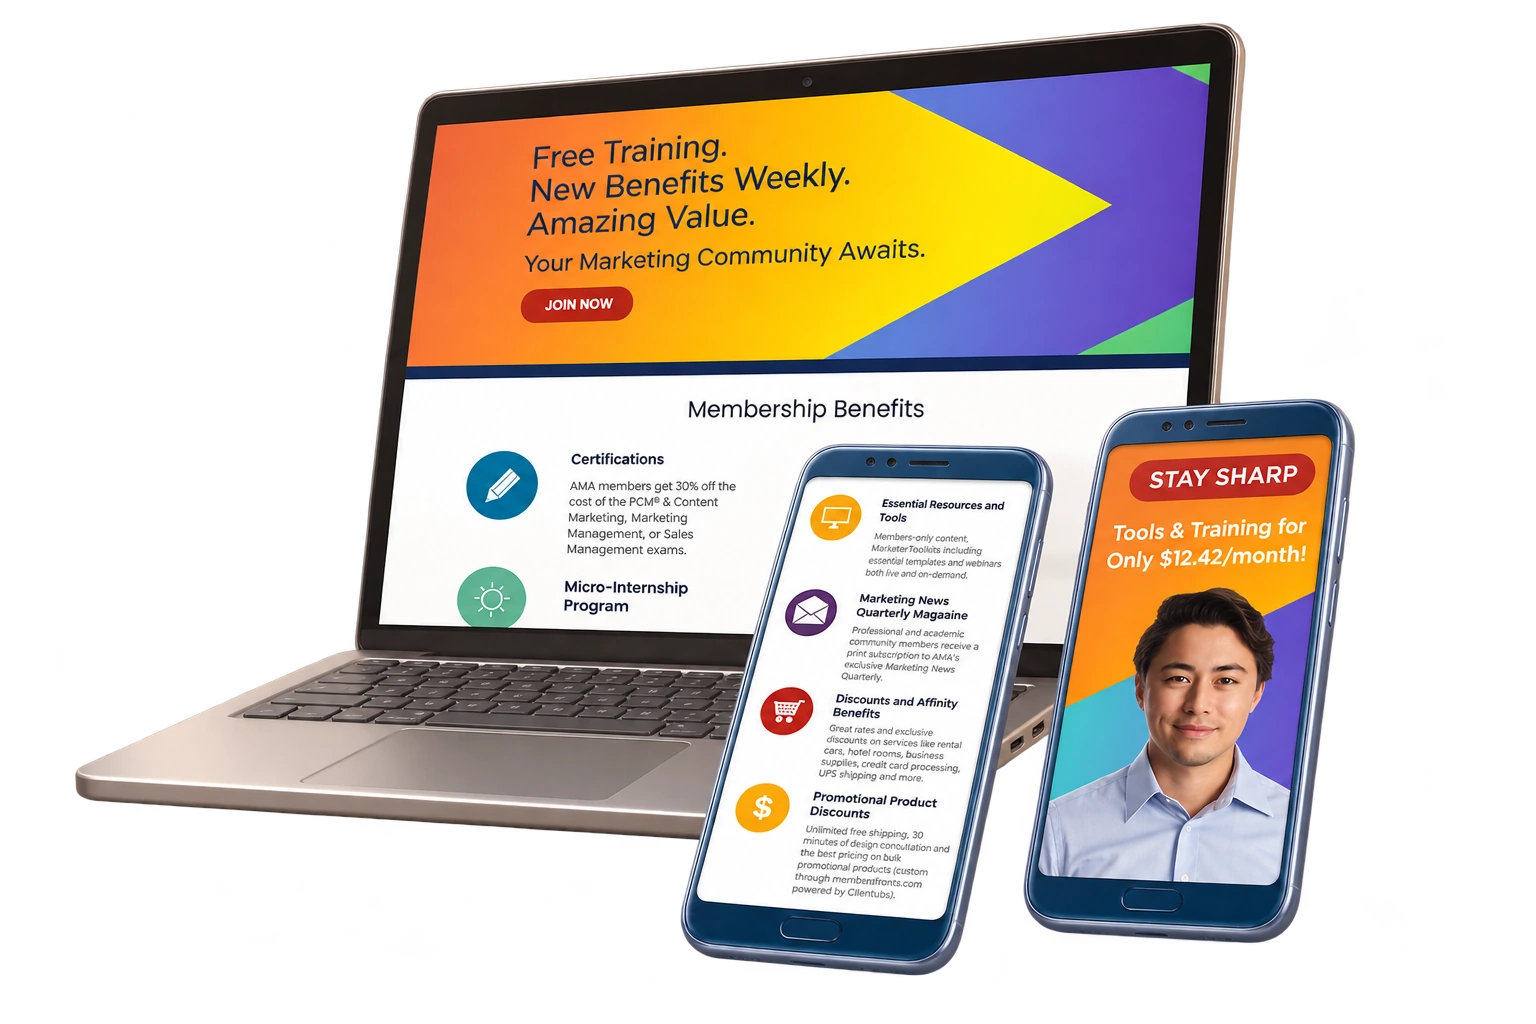 Free Training.
New Benefits Weekly.
Amazing Value.
Your Marketing Community Awaits.
JOIN NOW
Membership Benefits
Certifications
AMA members get 30% off the
cost of the PCM® & Content
Marketing, Marketing
Management, or Sales
Management exams.
Micro-Internship
Program
Essential Resources and
Tools
Members-only content,
MarketerToolkits including
essential templates and webinars
both live and on-demand.
Marketing News
Quarterly Magaaine
Professional and academic
community members receive a
print subscription to AMA's
exclusive Marketing News
Quarterly.
Discounts and Affinity
Benefits
Great rates and exclusive
discounts on services like rental
cars, hotel rooms, business
supplies, credit card processing,
UPS shipping and more.
Promotional Product
Discounts
Unlimited free shipping, 30
minutes of design and
the best pricing on bulk
promotional products (custom
through
powered by
STAY SHARP
Tools & Training for
Only $12.42/month!